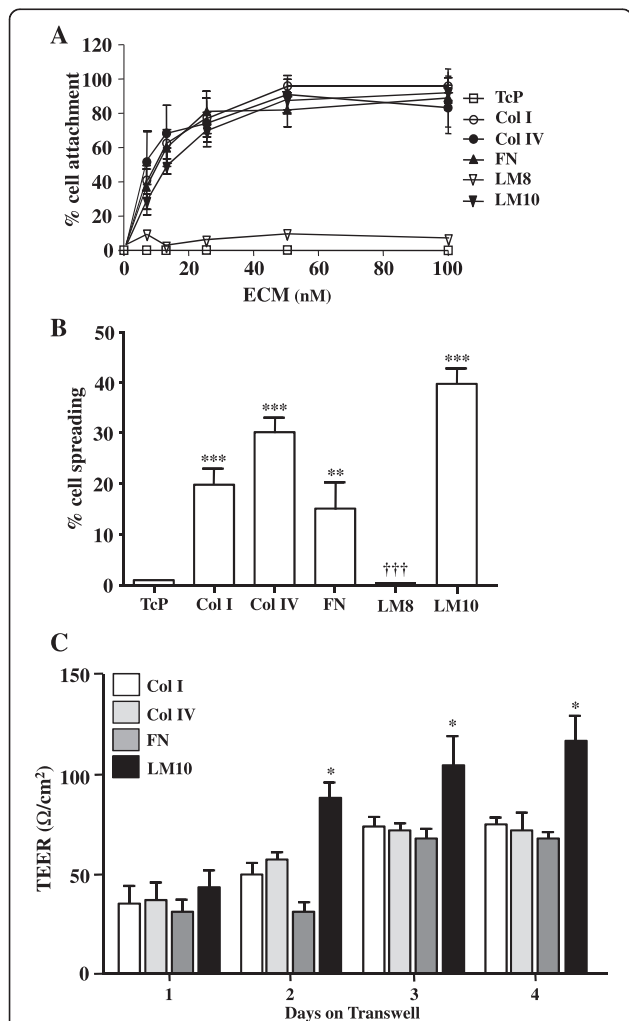 A
120
100
80
60
40
20
0
% cell attachment
0 20 40 60 80 100
ECM (nM)
TcP
Col I
Col IV
FN
LM8
LM10
B
50
40
30
20
10
0
% cell spreading
***
***
**
†††
***
TcP Col I Col IV FN LM8 LM10
C
150
100
50
0
TEER (Ω/cm²)
Col I
Col IV
FN
LM10
*
*
*
1 2 3 4
Days on Transwell